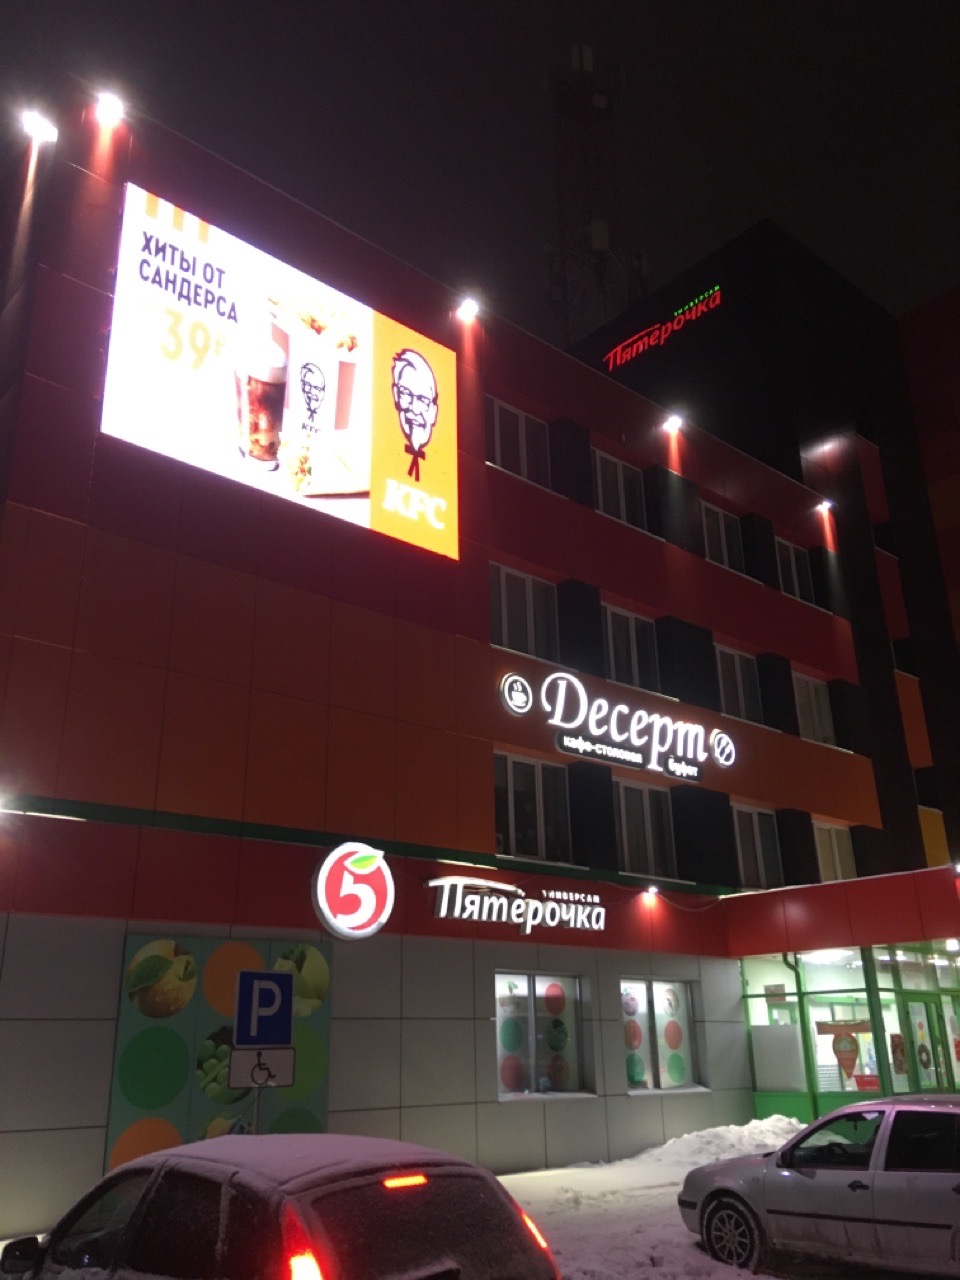 ХИТЫ ОТ
САНДЕРСА
39₽
KFC
KFC
УНИВЕРСАМ
Пятёрочка
Десерт
кафе-столовая буфет
5
УНИВЕРСАМ
Пятёрочка
P